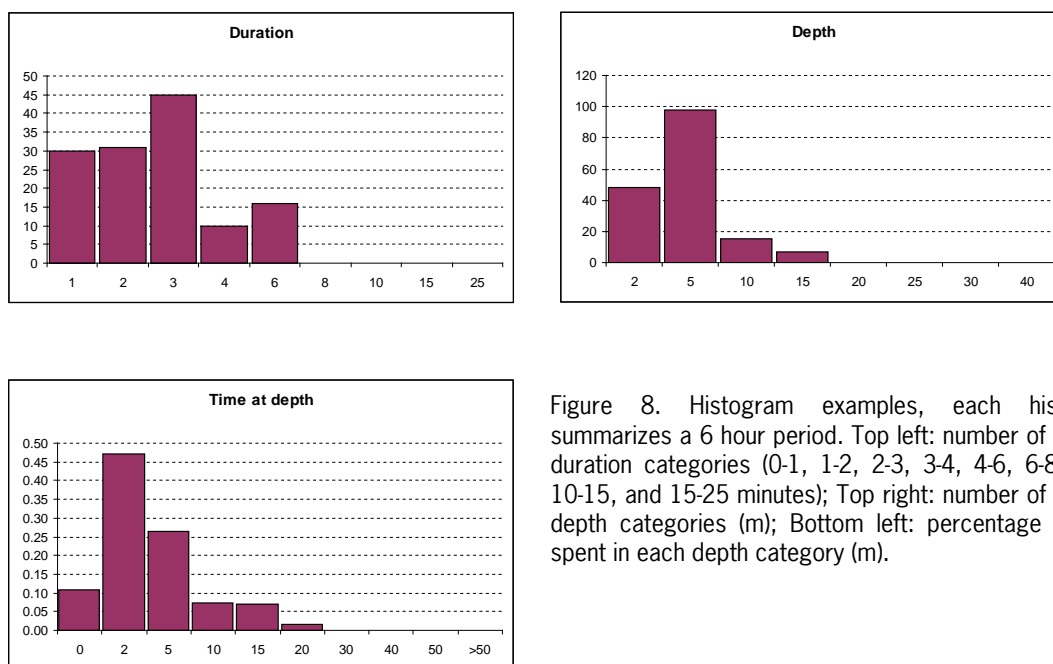 Duration
50
45
40
35
30
25
20
15
10
5
0
1 2 3 4 6 8 10 15 25
Depth
120
100
80
60
40
20
0
2 5 10 15 20 25 30 40
Time at depth
0.50
0.45
0.40
0.35
0.30
0.25
0.20
0.15
0.10
0.05
0.00
0 2 5 10 15 20 30 40 50 >50
Figure 8. Histogram examples, each his
summarizes a 6 hour period. Top left: number of
duration categories (0-1, 1-2, 2-3, 3-4, 4-6, 6-8
10-15, and 15-25 minutes); Top right: number of
depth categories (m); Bottom left: percentage
spent in each depth category (m).